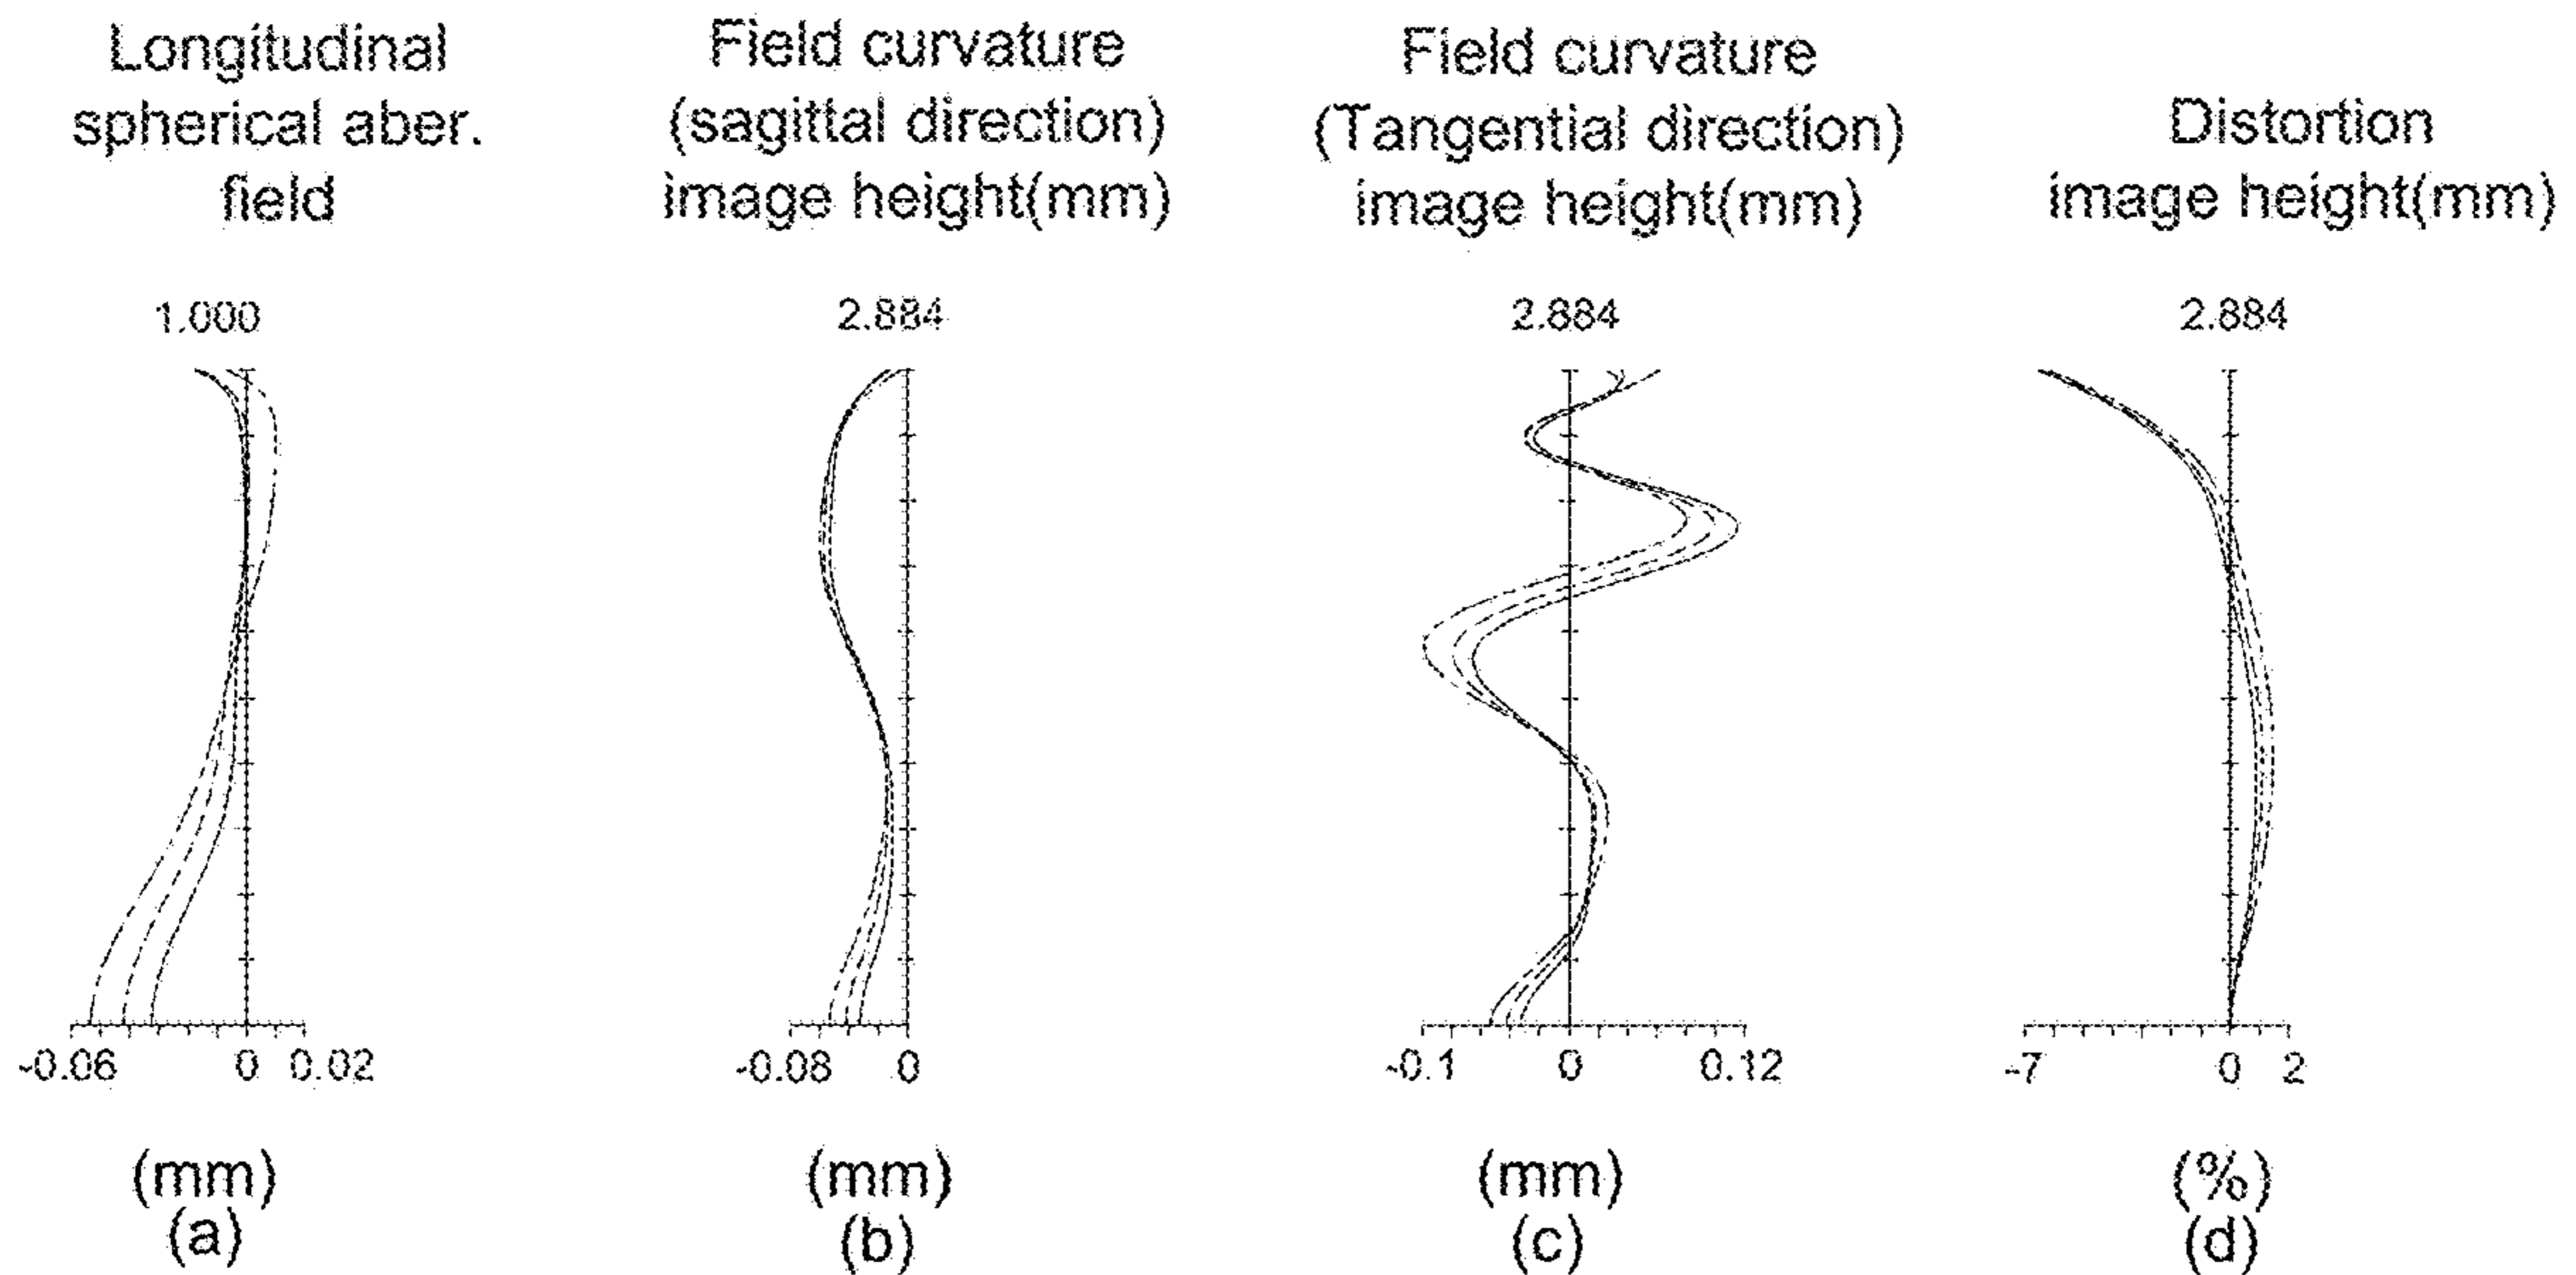 Longitudinal
spherical aber.
field
1.000
-0.06
0
0.02
(mm)
(a)
Field curvature
(sagittal direction)
image height(mm)
2.884
-0.08
0
(mm)
(b)
Field curvature
(Tangential direction)
image height(mm)
2.884
-0.1
0
0.12
(mm)
(c)
Distortion
image height(mm)
2.884
-7
0
2
(%)
(d)